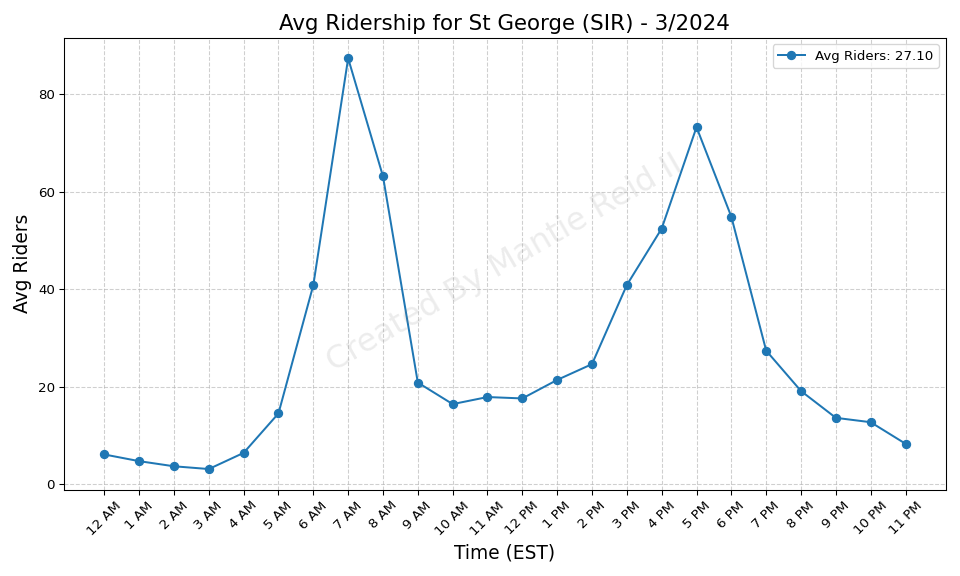 Avg Ridership for St George (SIR) - 3/2024
Avg Riders: 27.10
80
60
40
20
0
Avg Riders
Created By Mantle Reid II
12 AM
1 AM
2 AM
3 AM
4 AM
5 AM
6 AM
7 AM
8 AM
9 AM
10 AM
11 AM
12 PM
1 PM
2 PM
3 PM
4 PM
5 PM
6 PM
7 PM
8 PM
9 PM
10 PM
11 PM
Time (EST)